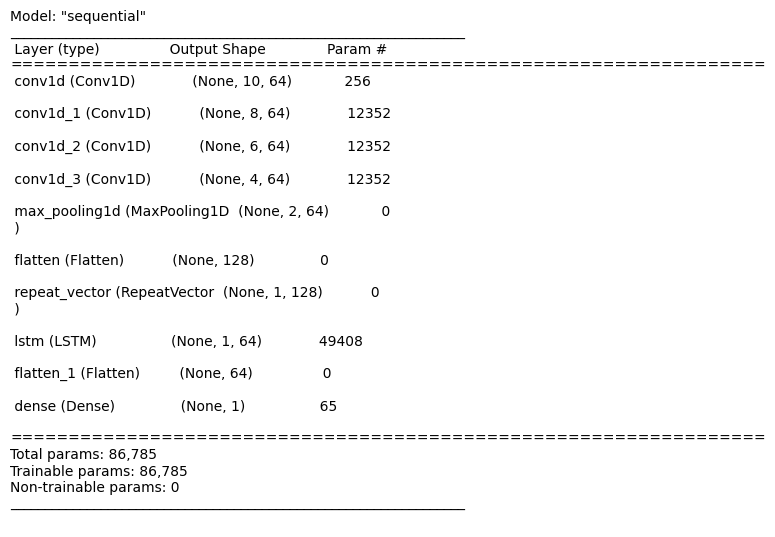 Model: "sequential"
_________________________________________________________________
Layer (type) Output Shape Param #
=================================================================
conv1d (Conv1D) (None, 10, 64) 256
conv1d_1 (Conv1D) (None, 8, 64) 12352
conv1d_2 (Conv1D) (None, 6, 64) 12352
conv1d_3 (Conv1D) (None, 4, 64) 12352
max_pooling1d (MaxPooling1D (None, 2, 64) 0
)
flatten (Flatten) (None, 128) 0
repeat_vector (RepeatVector (None, 1, 128) 0
)
lstm (LSTM) (None, 1, 64) 49408
flatten_1 (Flatten) (None, 64) 0
dense (Dense) (None, 1) 65
=================================================================
Total params: 86,785
Trainable params: 86,785
Non-trainable params: 0
_________________________________________________________________